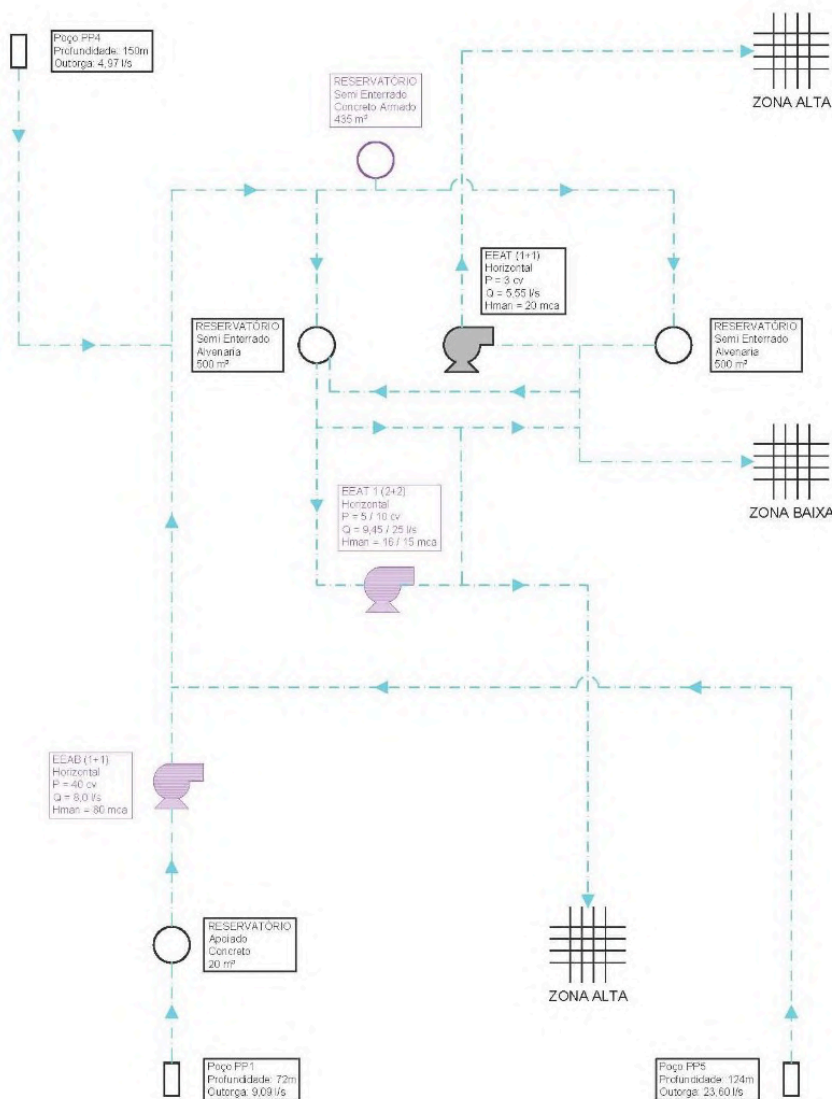 Poço PP4
Profundidade: 150m
Outorga: 4,97 l/s
ZONA ALTA
RESERVATÓRIO
Semi Enterrado
Concreto Armado
435 m³
EEAT (1+1)
Horizontal
P = 3 cv
Q = 5,55 l/s
Hman = 20 mca
RESERVATÓRIO
Semi Enterrado
Alvenaria
500 m³
RESERVATÓRIO
Semi Enterrado
Alvenaria
500 m³
ZONA BAIXA
EEAT 1 (2+2)
Horizontal
P = 5 / 10 cv
Q = 9,45 / 25 l/s
Hman = 16 / 15 mca
EEAB (1+1)
Horizontal
P = 40 cv
Q = 8,0 l/s
Hman = 80 mca
RESERVATÓRIO
Apoiado
Concreto
20 m³
ZONA ALTA
Poço PP1
Profundidade: 72m
Outorga: 9,09 l/s
Poço PP5
Profundidade: 124m
Outorga: 23,60 l/s